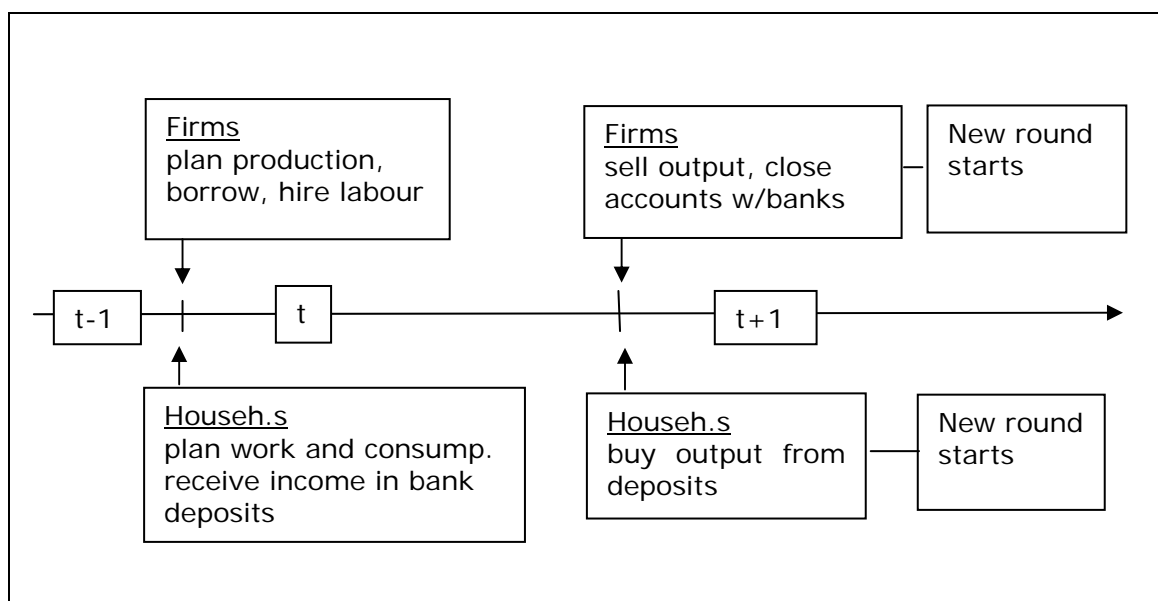 Firms
plan production,
borrow, hire labour
Firms
sell output, close
accounts w/banks
New round
starts
t-1
t
t+1
Househ.s
plan work and consump.
receive income in bank
deposits
Househ.s
buy output from
deposits
New round
starts